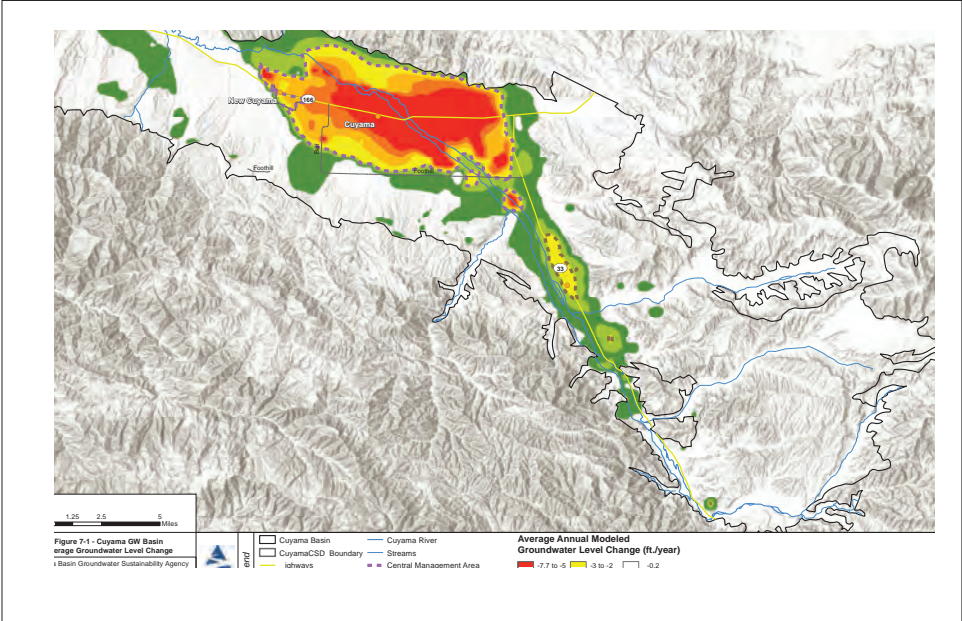 New Cuyama
166
Cuyama
Bell
Foothill
Foothill
33
1.25 2.5 5
Miles
Figure 7-1 - Cuyama GW Basin
erage Groundwater Level Change
Basin Groundwater Sustainability Agency
end
Cuyama Basin
CuyamaCSD Boundary
ighways
Cuyama River
Streams
Central Management Area
Average Annual Modeled
Groundwater Level Change (ft./year)
-7.7 to -5 -3 to -2 -0.2